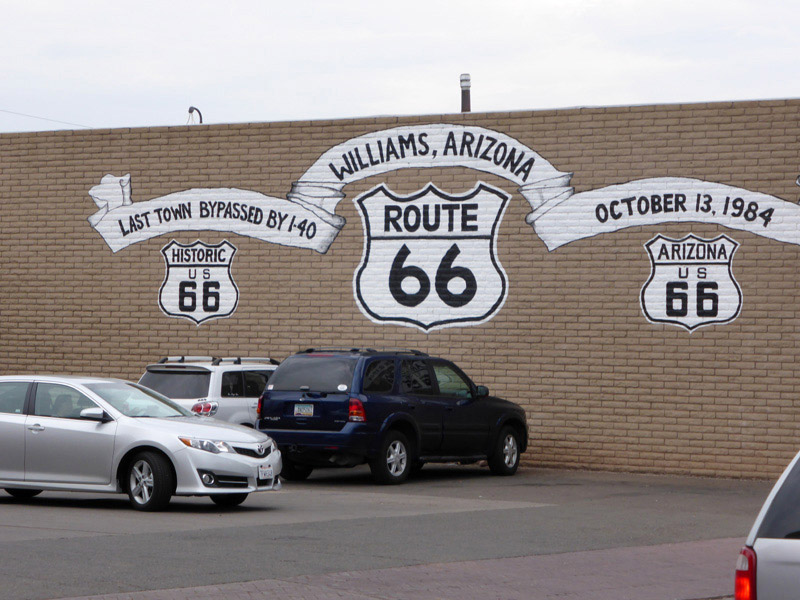 WILLIAMS, ARIZONA
LAST TOWN BYPASSED BY I-40
OCTOBER 13, 1984
HISTORIC
US
66
ROUTE
66
ARIZONA
US
66